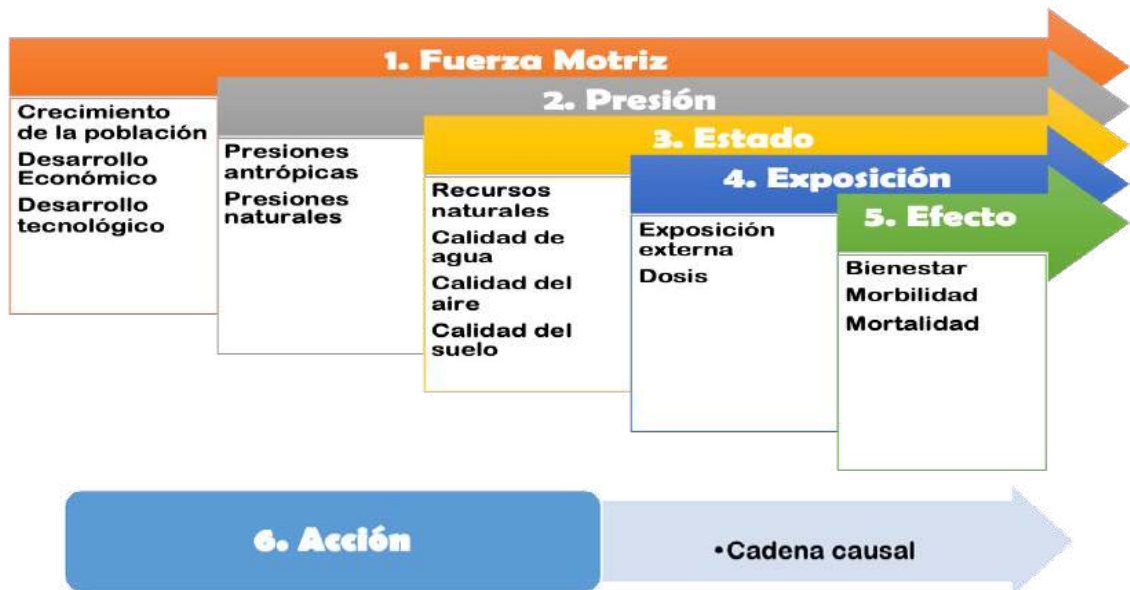 1. Fuerza Motriz
Crecimiento
de la población
Desarrollo
Económico
Desarrollo
tecnológico
2. Presión
Presiones
antrópicas
Presiones
naturales
3. Estado
Recursos
naturales
Calidad de
agua
Calidad del
aire
Calidad del
suelo
4. Exposición
Exposición
externa
Dosis
5. Efecto
Bienestar
Morbilidad
Mortalidad
6. Acción
•Cadena causal